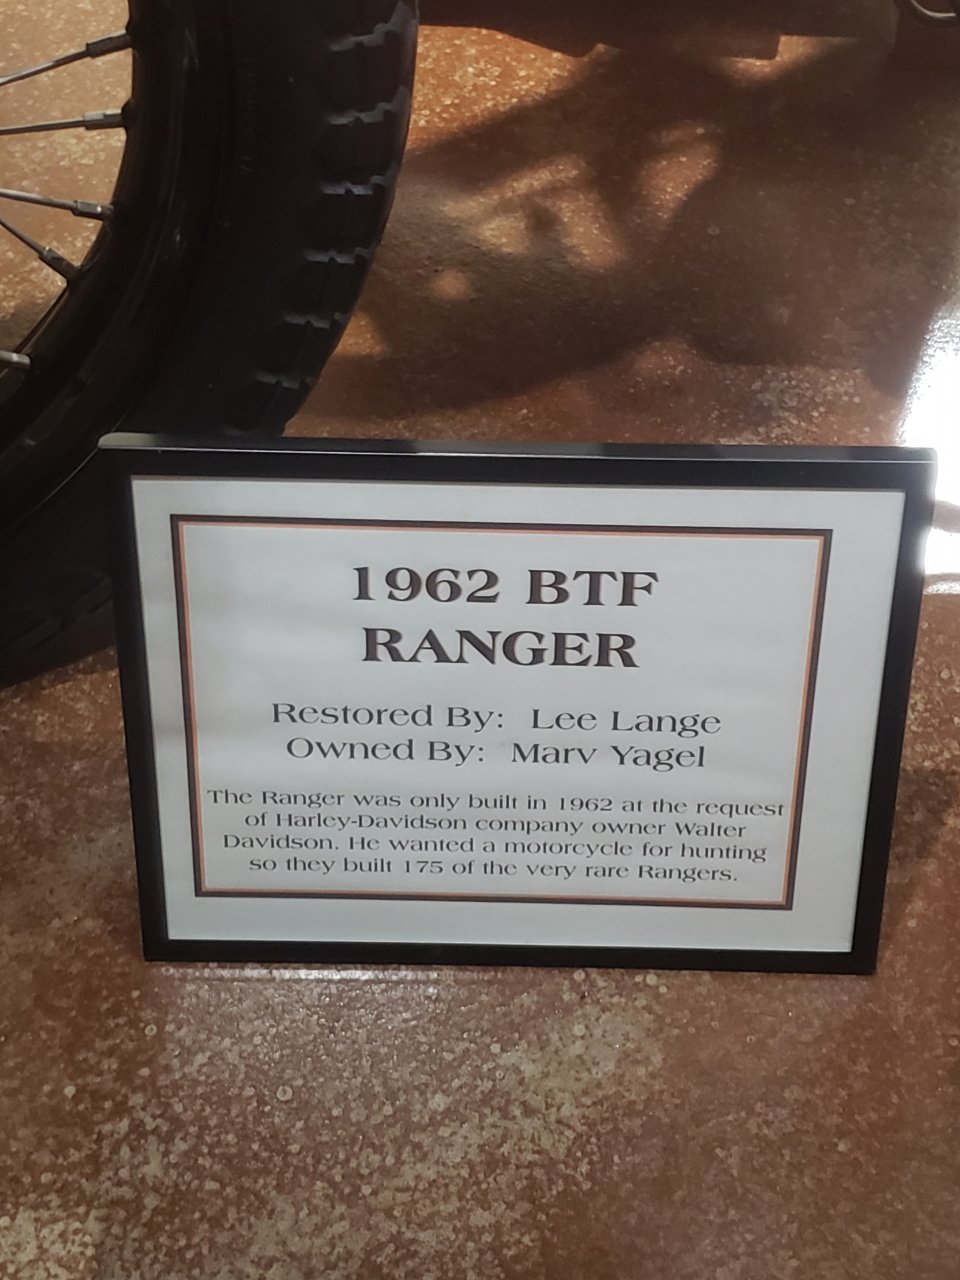 1962 BTF
RANGER
Restored By: Lee Lange
Owned By: Marv Yagel
The Ranger was only built in 1962 at the request
of Harley-Davidson company owner Walter
Davidson. He wanted a motorcycle for hunting
so they built 175 of the very rare Rangers.